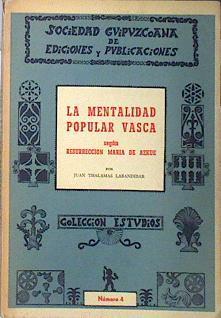 SOCIEDAD GUIPUZCOANA
DE
EDICIONES Y PUBLICACIONES
LA MENTALIDAD
POPULAR VASCA
según
RESURRECCION MARIA DE AZKUE
POR
JUAN THALAMAS LABANDIBAR
COLECCION ESTUDIOS
Número 4